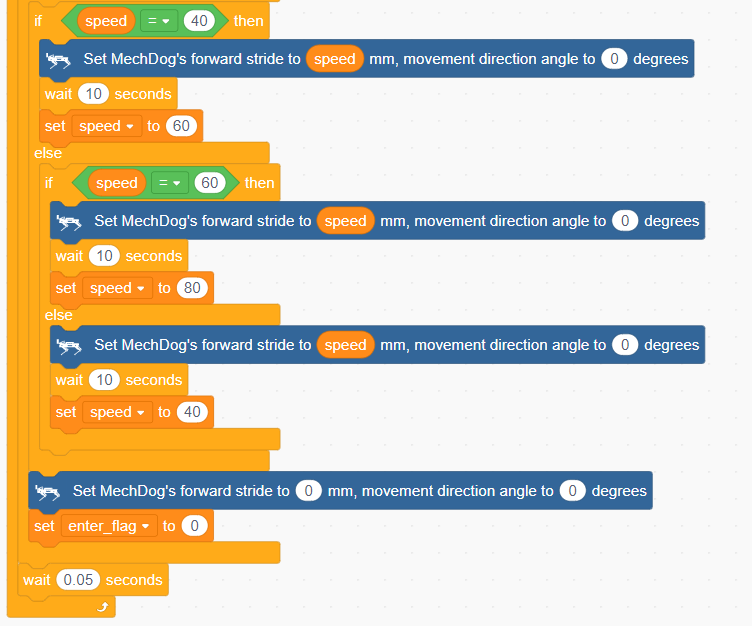 if speed = 40 then
Set MechDog's forward stride to speed mm, movement direction angle to 0 degrees
wait 10 seconds
set speed to 60
else
if speed = 60 then
Set MechDog's forward stride to speed mm, movement direction angle to 0 degrees
wait 10 seconds
set speed to 80
else
Set MechDog's forward stride to speed mm, movement direction angle to 0 degrees
wait 10 seconds
set speed to 40
Set MechDog's forward stride to 0 mm, movement direction angle to 0 degrees
set enter_flag to 0
wait 0.05 seconds